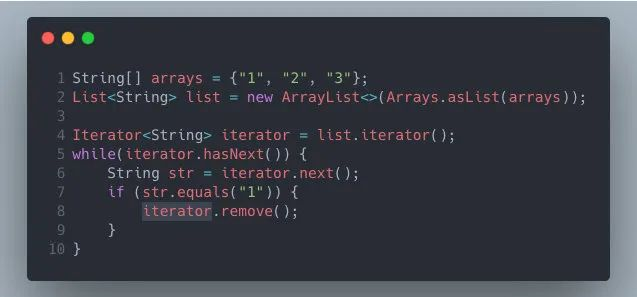 1 String[] arrays = {"1", "2", "3"};
2 List<String> list = new ArrayList<>(Arrays.asList(arrays));
3
4 Iterator<String> iterator = list.iterator();
5 while(iterator.hasNext()) {
6     String str = iterator.next();
7     if (str.equals("1")) {
8         iterator.remove();
9     }
10 }